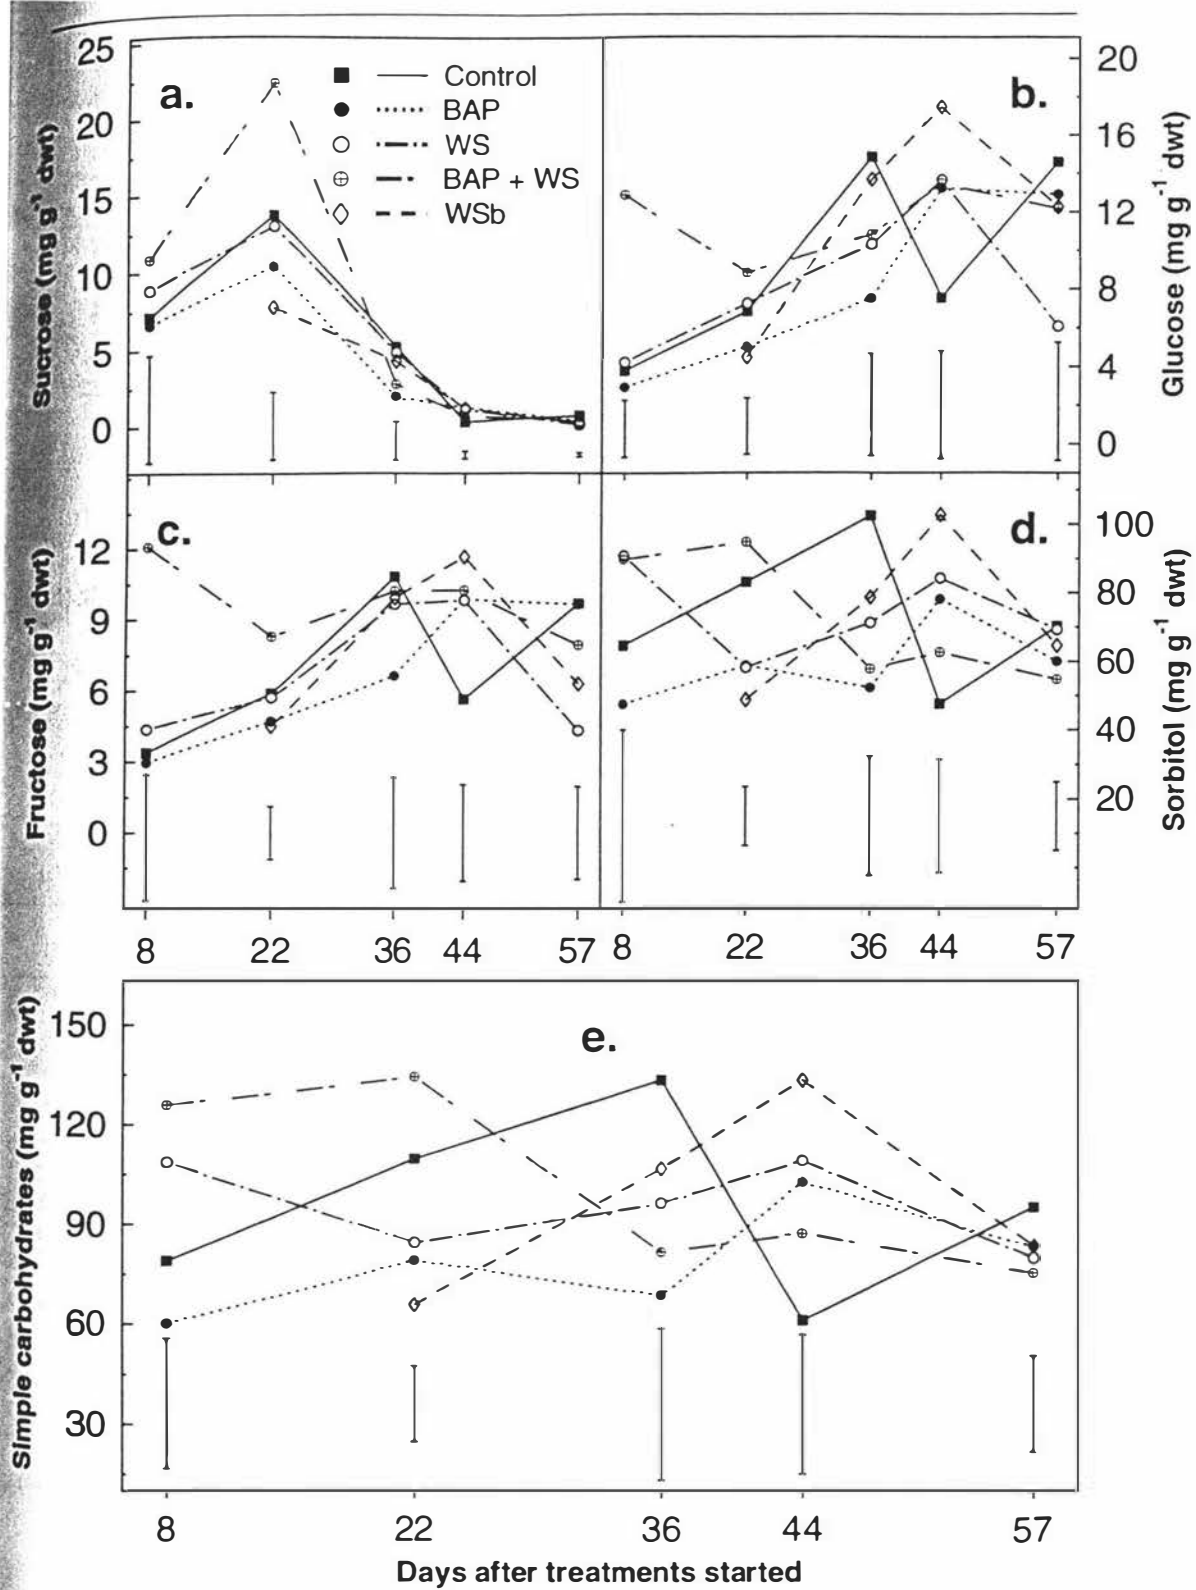 25
20
15
10
5
0
Sucrose (mg g⁻¹ dwt)
a.
Control
BAP
WS
BAP + WS
WSb
b.
20
16
12
8
4
0
Glucose (mg g⁻¹ dwt)
12
9
6
3
0
Fructose (mg g⁻¹ dwt)
c.
d.
100
80
60
40
20
Sorbitol (mg g⁻¹ dwt)
8 22 36 44 57 8 22 36 44 57
150
120
90
60
30
Simple carbohydrates (mg g⁻¹ dwt)
e.
8 22 36 44 57
Days after treatments started